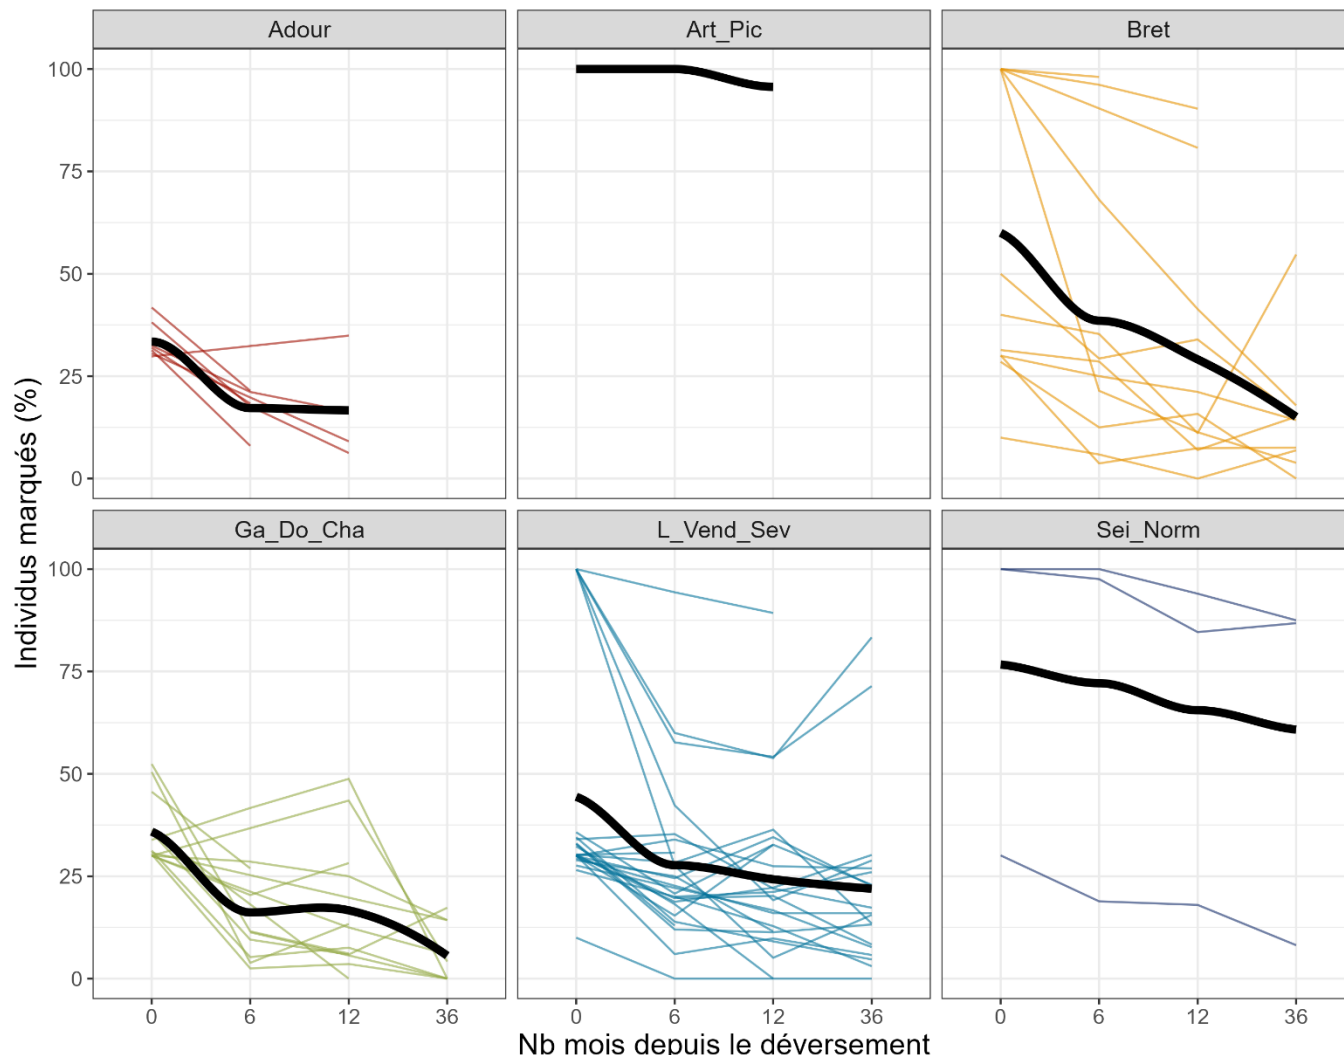 Adour
Art_Pic
Bret
100
75
50
25
0
Ga_Do_Cha
L_Vend_Sev
Sei_Norm
100
75
50
25
0
0 6 12 36
0 6 12 36
0 6 12 36
Individus marqués (%)
Nb mois depuis le déversement